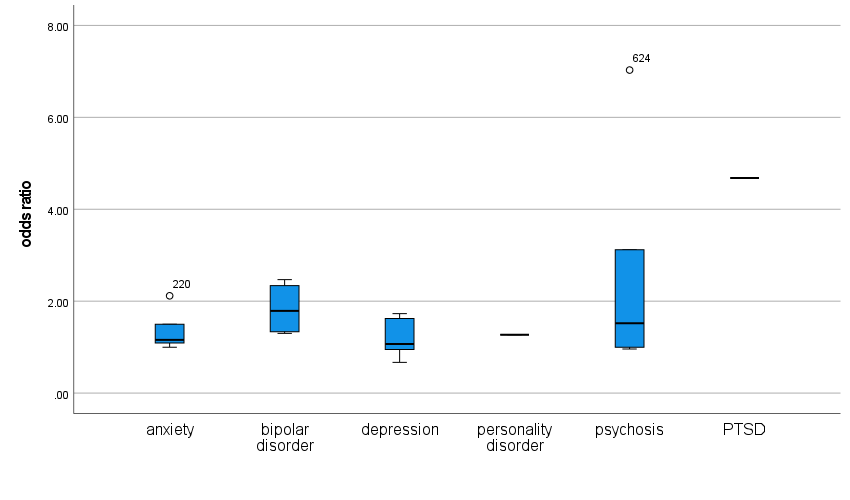 8.00
624
6.00
4.00
odds ratio
220
2.00
.00
anxiety
bipolar
disorder
depression
personality
disorder
psychosis
PTSD